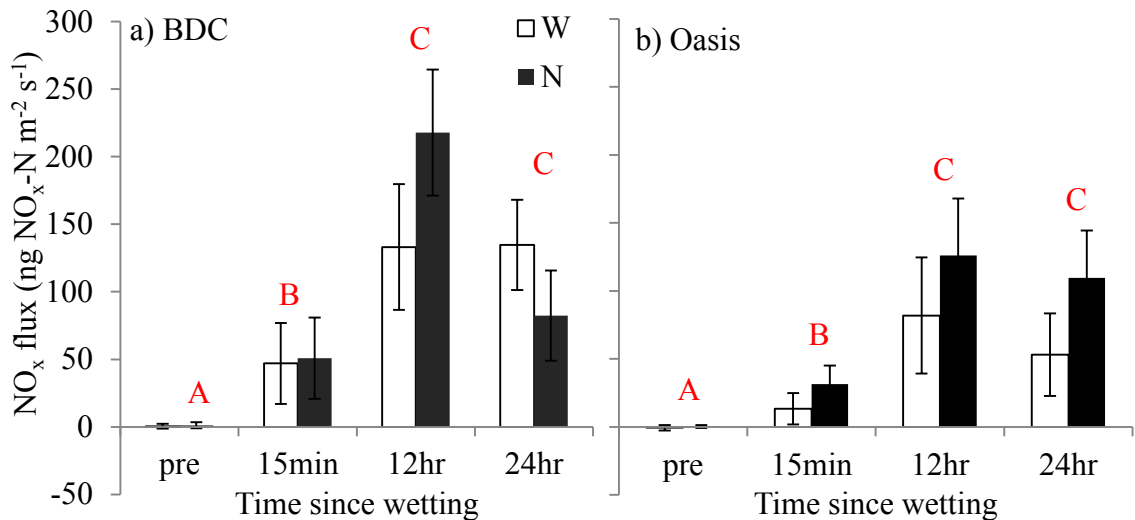 a) BDC
b) Oasis
W
N
NOₓ flux (ng NOₓ-N m⁻² s⁻¹)
300
250
200
150
100
50
0
-50
A
B
C
C
A
B
C
C
pre 15min 12hr 24hr
Time since wetting
pre 15min 12hr 24hr
Time since wetting